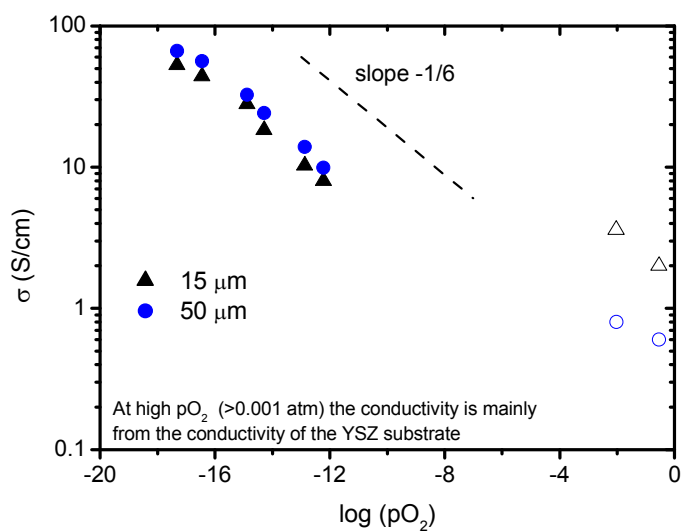 100
10
1
0.1
σ (S/cm)
slope -1/6
15 μm
50 μm
At high pO₂ (>0.001 atm) the conductivity is mainly
from the conductivity of the YSZ substrate
-20 -16 -12 -8 -4 0
log (pO₂)